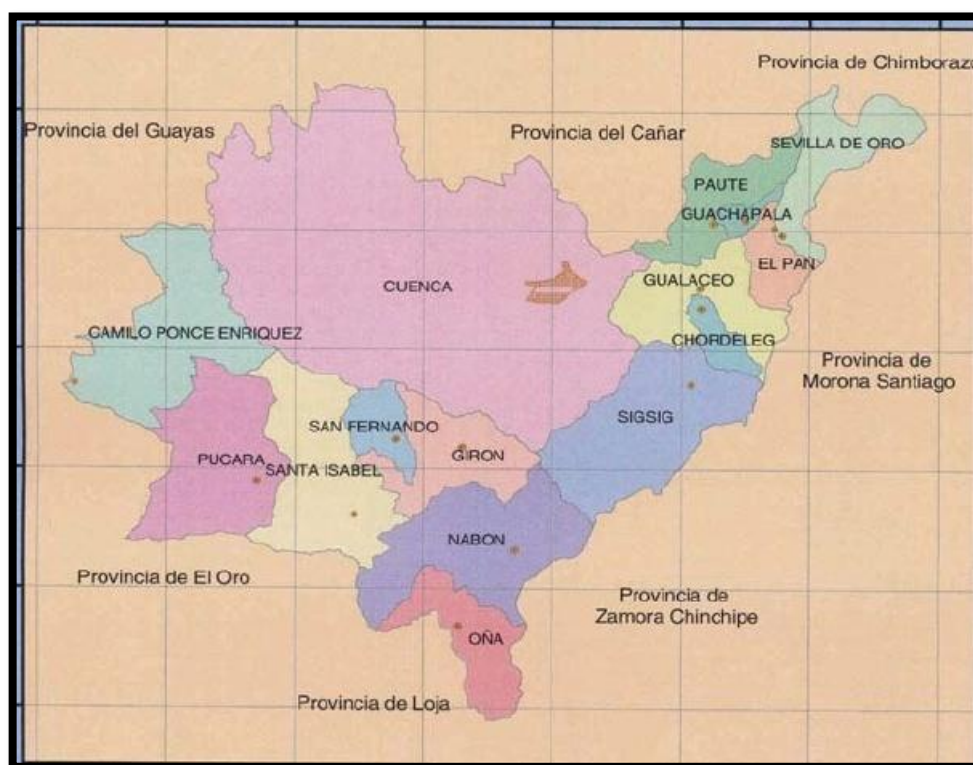 Provincia de Chimborazo
Provincia del Guayas
Provincia del Cañar
SEVILLA DE ORO
PAUTE
GUACHAPALA
EL PAN
GUALACEO
CUENCA
CAMILO PONCE ENRIQUEZ
CHORDELEG
Provincia de
Morona Santiago
SAN FERNANDO
SIGSIG
GIRON
PUCARA
SANTA ISABEL
NABON
Provincia de El Oro
Provincia de
Zamora Chinchipe
OÑA
Provincia de Loja